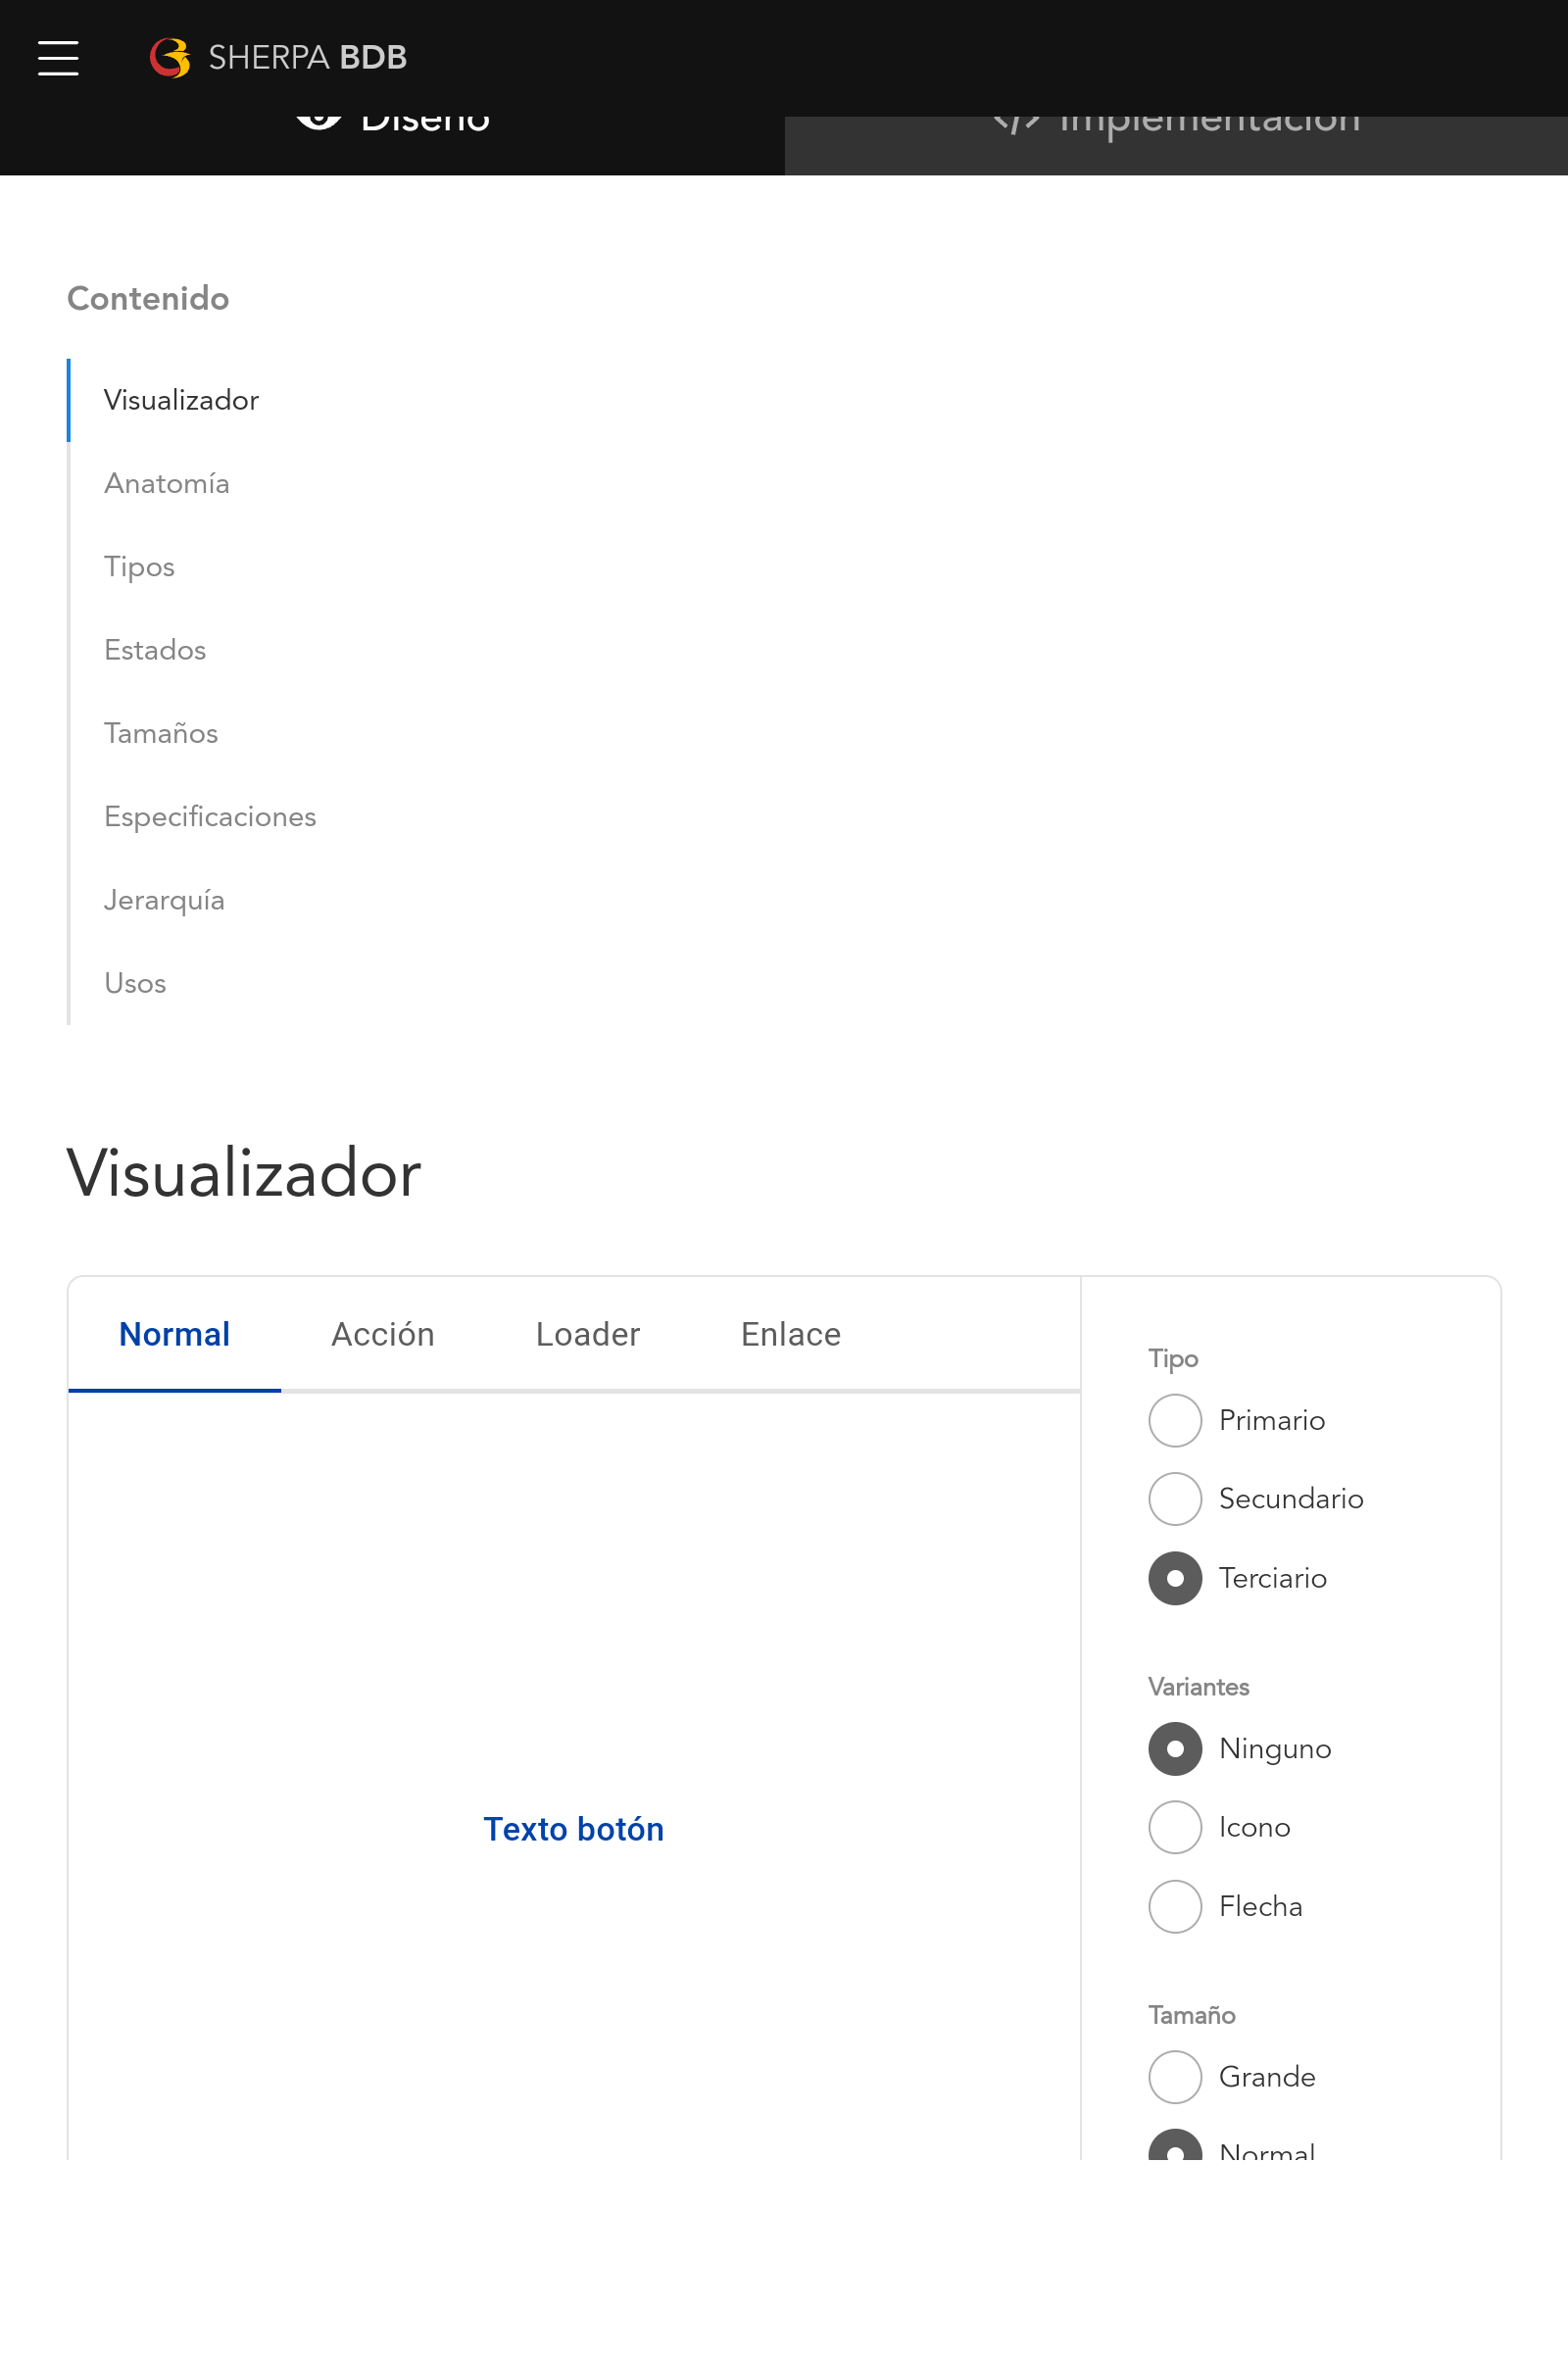 SHERPA BDB
Diseño
Implementación
Contenido
Visualizador
Anatomía
Tipos
Estados
Tamaños
Especificaciones
Jerarquía
Usos
Visualizador
Normal
Acción
Loader
Enlace
Texto botón
Tipo
Primario
Secundario
Terciario
Variantes
Ninguno
Icono
Flecha
Tamaño
Grande
Normal